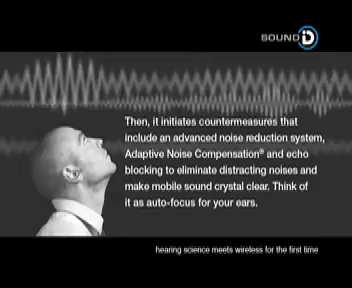 SOUND iD
Then, it initiates countermeasures that
include an advanced noise reduction system,
Adaptive Noise Compensation® and echo
blocking to eliminate distracting noises and
make mobile sound crystal clear. Think of
it as auto-focus for your ears.
hearing science meets wireless for the first time